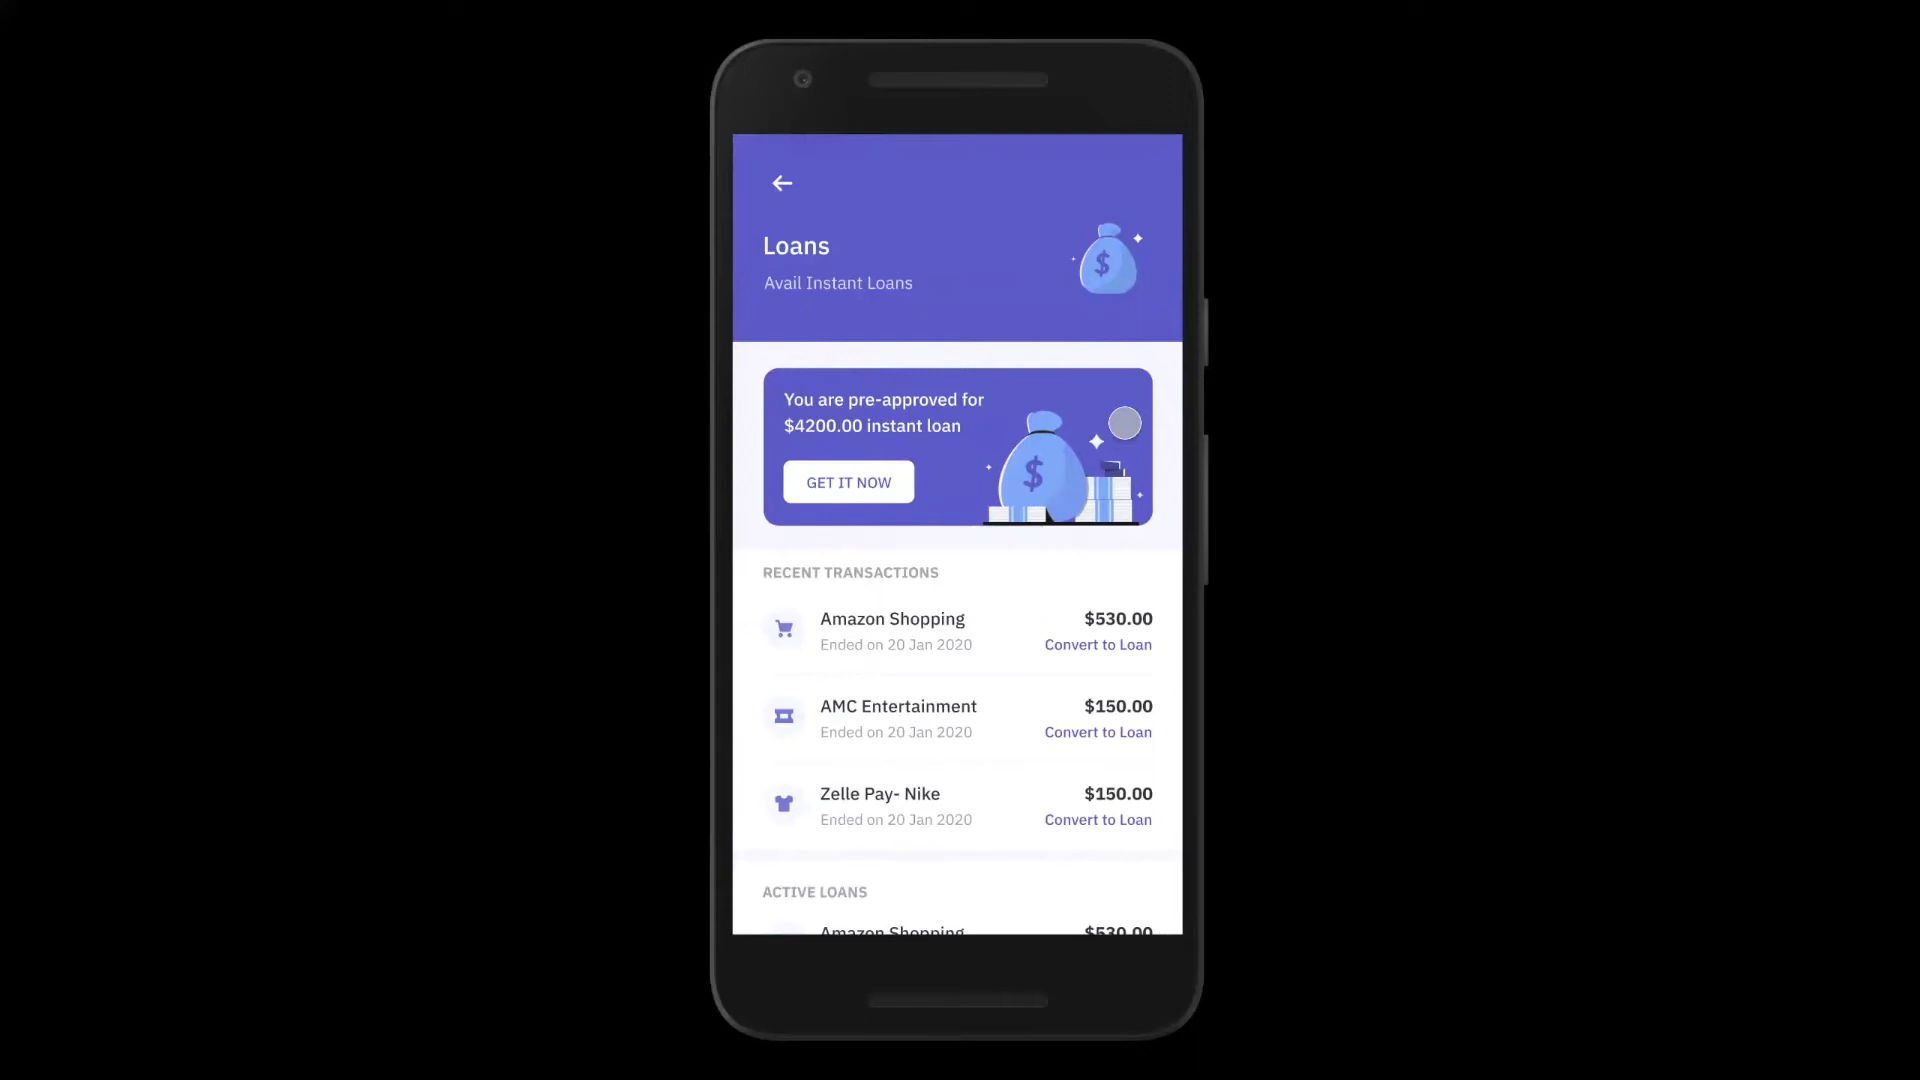 Loans
Avail Instant Loans
$
You are pre-approved for
$4200.00 instant loan
GET IT NOW
$
RECENT TRANSACTIONS
Amazon Shopping $530.00
Ended on 20 Jan 2020 Convert to Loan
AMC Entertainment $150.00
Ended on 20 Jan 2020 Convert to Loan
Zelle Pay- Nike $150.00
Ended on 20 Jan 2020 Convert to Loan
ACTIVE LOANS
Amazon Shopping $530.00